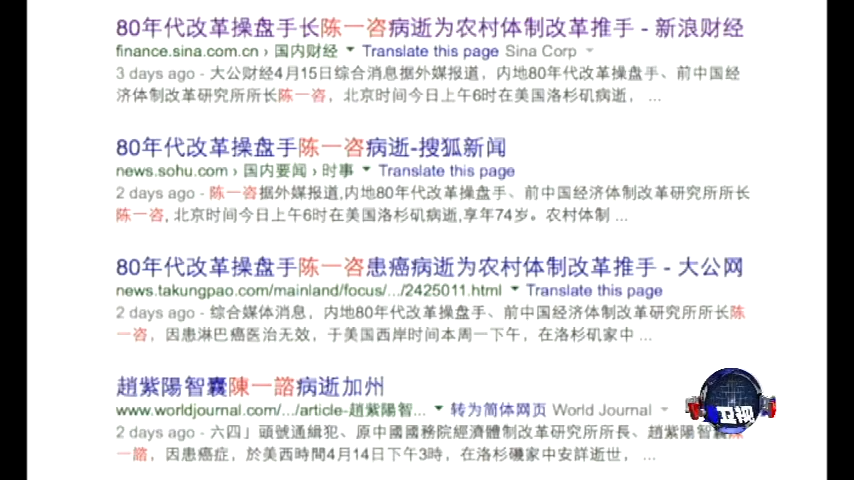 80年代改革操盘手长陈一咨病逝为农村体制改革推手 - 新浪财经
finance.sina.com.cn › 国内财经 ▼ Translate this page Sina Corp
3 days ago - 大公财经4月15日综合消息据外媒报道，内地80年代改革操盘手、前中国经
济体制改革研究所所长陈一咨，北京时间今日上午6时在美国洛杉矶病逝， ...
80年代改革操盘手陈一咨病逝-搜狐新闻
news.sohu.com › 国内要闻 › 时事 ▼ Translate this page
2 days ago - 陈一咨据外媒报道,内地80年代改革操盘手、前中国经济体制改革研究所所长
陈一咨, 北京时间今日上午6时在美国洛杉矶病逝,享年74岁。农村体制 ...
80年代改革操盘手陈一咨患癌病逝为农村体制改革推手 - 大公网
news.takungpao.com/mainland/focus/.../2425011.html ▼ Translate this page
2 days ago - 综合媒体消息，内地80年代改革操盘手、前中国经济体制改革研究所所长陈
一咨，因患淋巴癌医治无效，于美国西岸时间本周一下午，在洛杉矶家中 ...
趙紫陽智囊陳一諮病逝加州
www.worldjournal.com/.../article-趙紫陽智... ▼ 转为简体网页 World Journal
2 days ago - 六四」頭號通緝犯、原中國國務院經濟體制改革研究所所長、趙紫陽智囊陳
一諮，因患癌症，於美西時間4月14日下午3時，在洛杉磯家中安詳逝世， ...
卫视